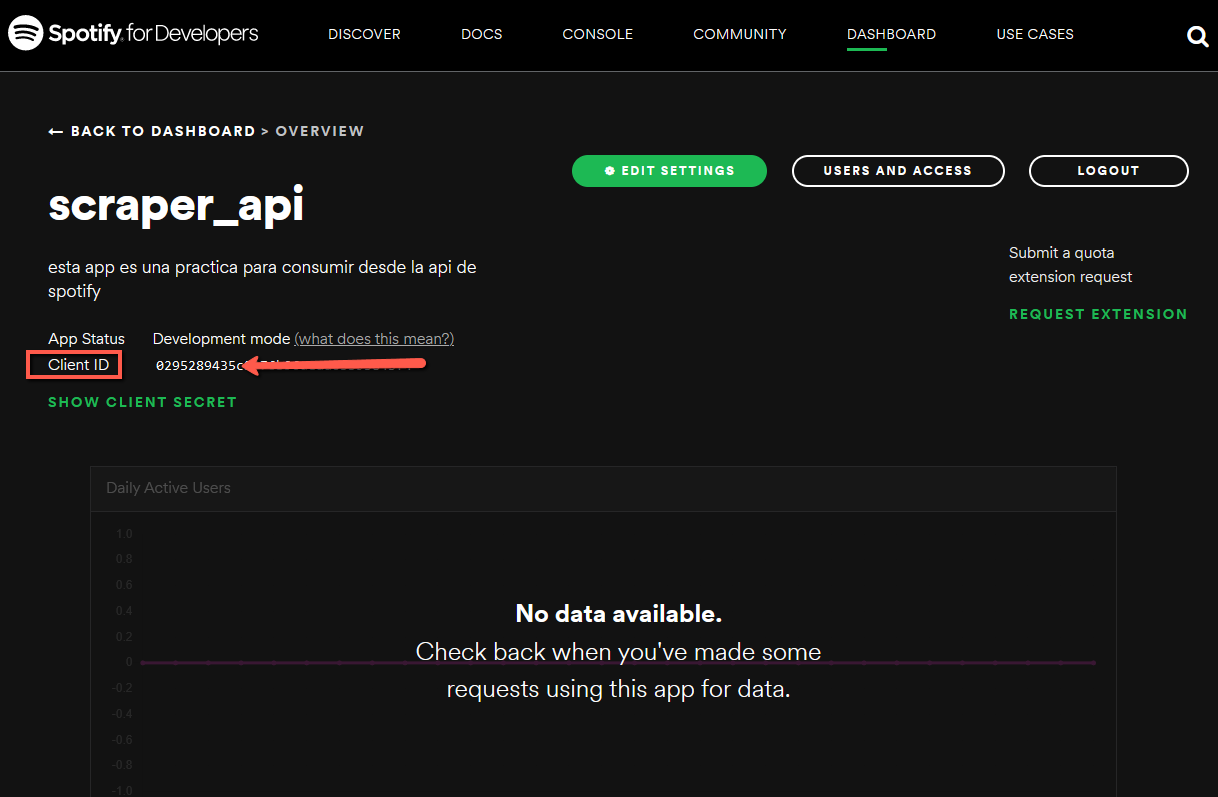 Spotify for Developers
DISCOVER
DOCS
CONSOLE
COMMUNITY
DASHBOARD
USE CASES
← BACK TO DASHBOARD > OVERVIEW
EDIT SETTINGS
USERS AND ACCESS
LOGOUT
scraper_api
esta app es una practica para consumir desde la api de
spotify
Submit a quota
extension request
REQUEST EXTENSION
App Status Development mode (what does this mean?)
Client ID
SHOW CLIENT SECRET
Daily Active Users
1.0
0.8
0.6
0.4
0.2
0
-0.2
-0.4
-0.6
-0.8
-1.0
No data available.
Check back when you've made some
requests using this app for data.